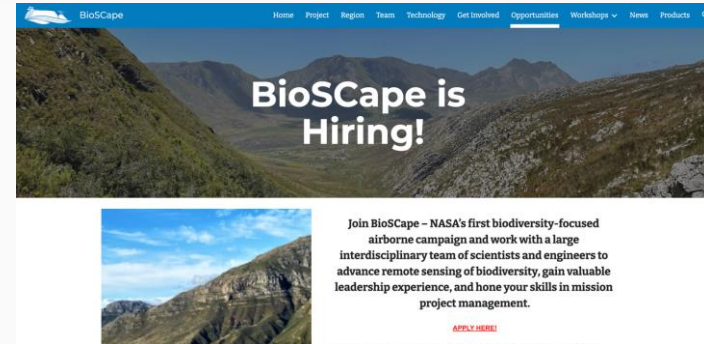 BioSCape
Home Project Region Team Technology Get Involved Opportunities Workshops News Products
BioSCape is
Hiring!
Join BioSCape – NASA's first biodiversity-focused
airborne campaign and work with a large
interdisciplinary team of scientists and engineers to
advance remote sensing of biodiversity, gain valuable
leadership experience, and hone your skills in mission
project management.
APPLY HERE!